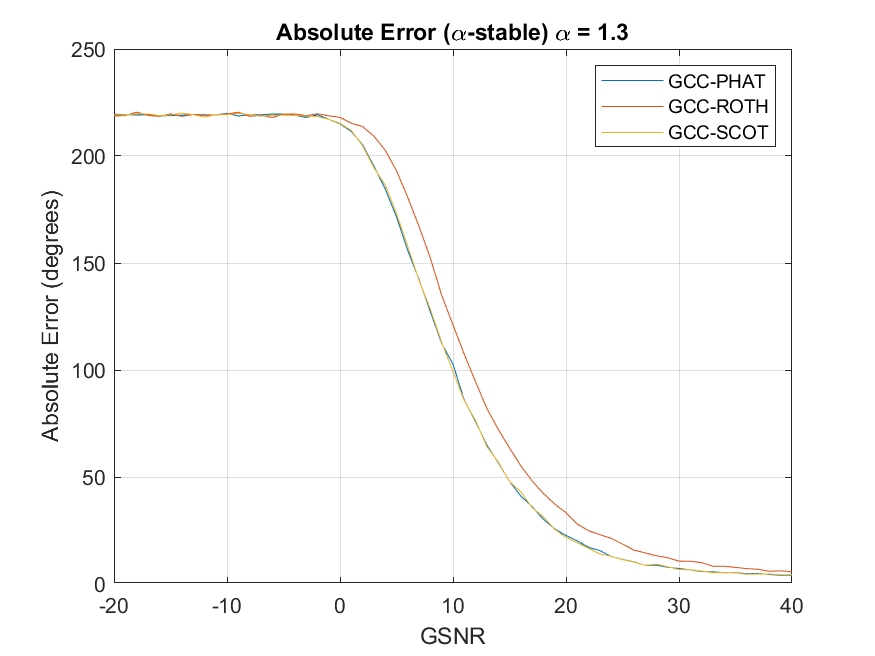 Absolute Error (α-stable) α = 1.3
250
200
150
100
50
0
Absolute Error (degrees)
GCC-PHAT
GCC-ROTH
GCC-SCOT
-20
-10
0
10
20
30
40
GSNR